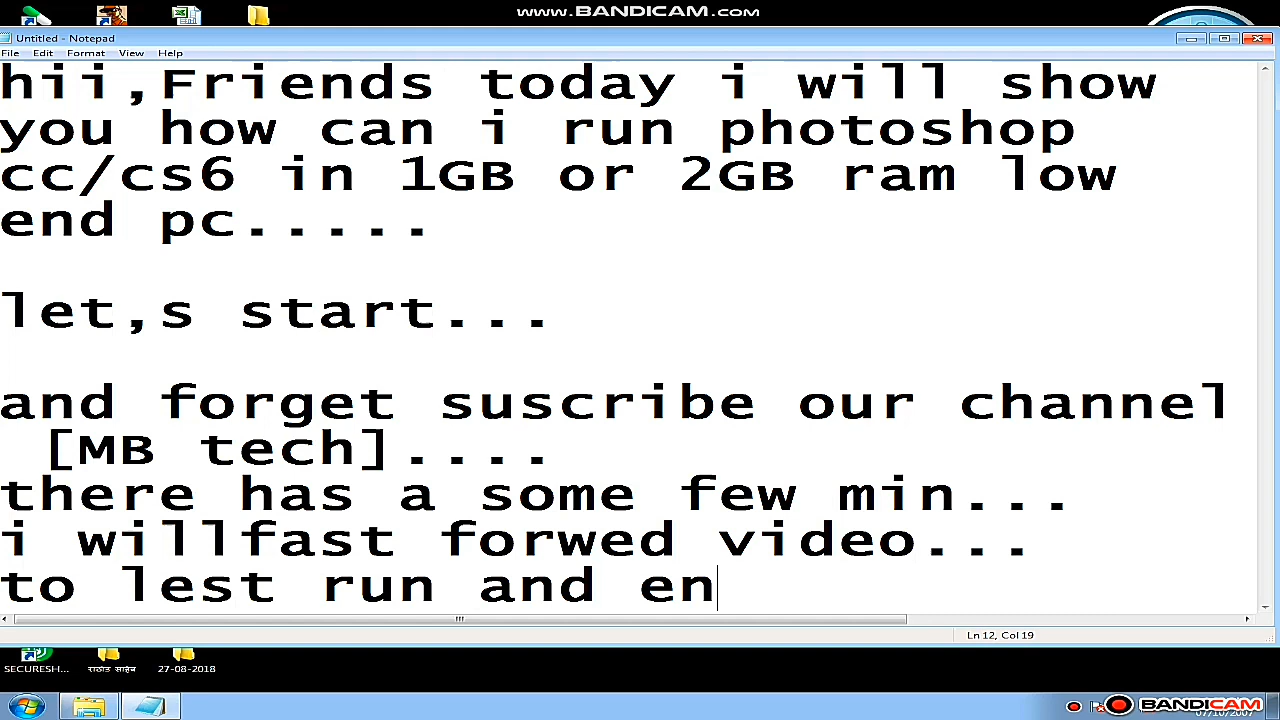 www.BANDICAM.com
Untitled - Notepad
File Edit Format View Help
hii,Friends today i will show
you how can i run photoshop
cc/cs6 in 1GB or 2GB ram low
end pc.....
let,s start...
and forget suscribe our channel
[MB tech]....
there has a some few min...
i willfast forwed video...
to lest run and en
Ln 12, Col 19
SECURESH... राठोड साहेब 27-08-2018
BANDICAM